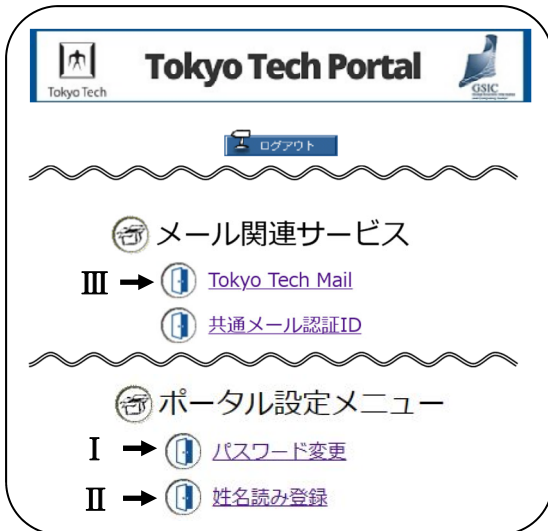 Tokyo Tech Portal
Tokyo Tech
GSIC
ログアウト
メール関連サービス
Ⅲ → Tokyo Tech Mail
共通メール認証ID
ポータル設定メニュー
Ⅰ → パスワード変更
Ⅱ → 姓名読み登録